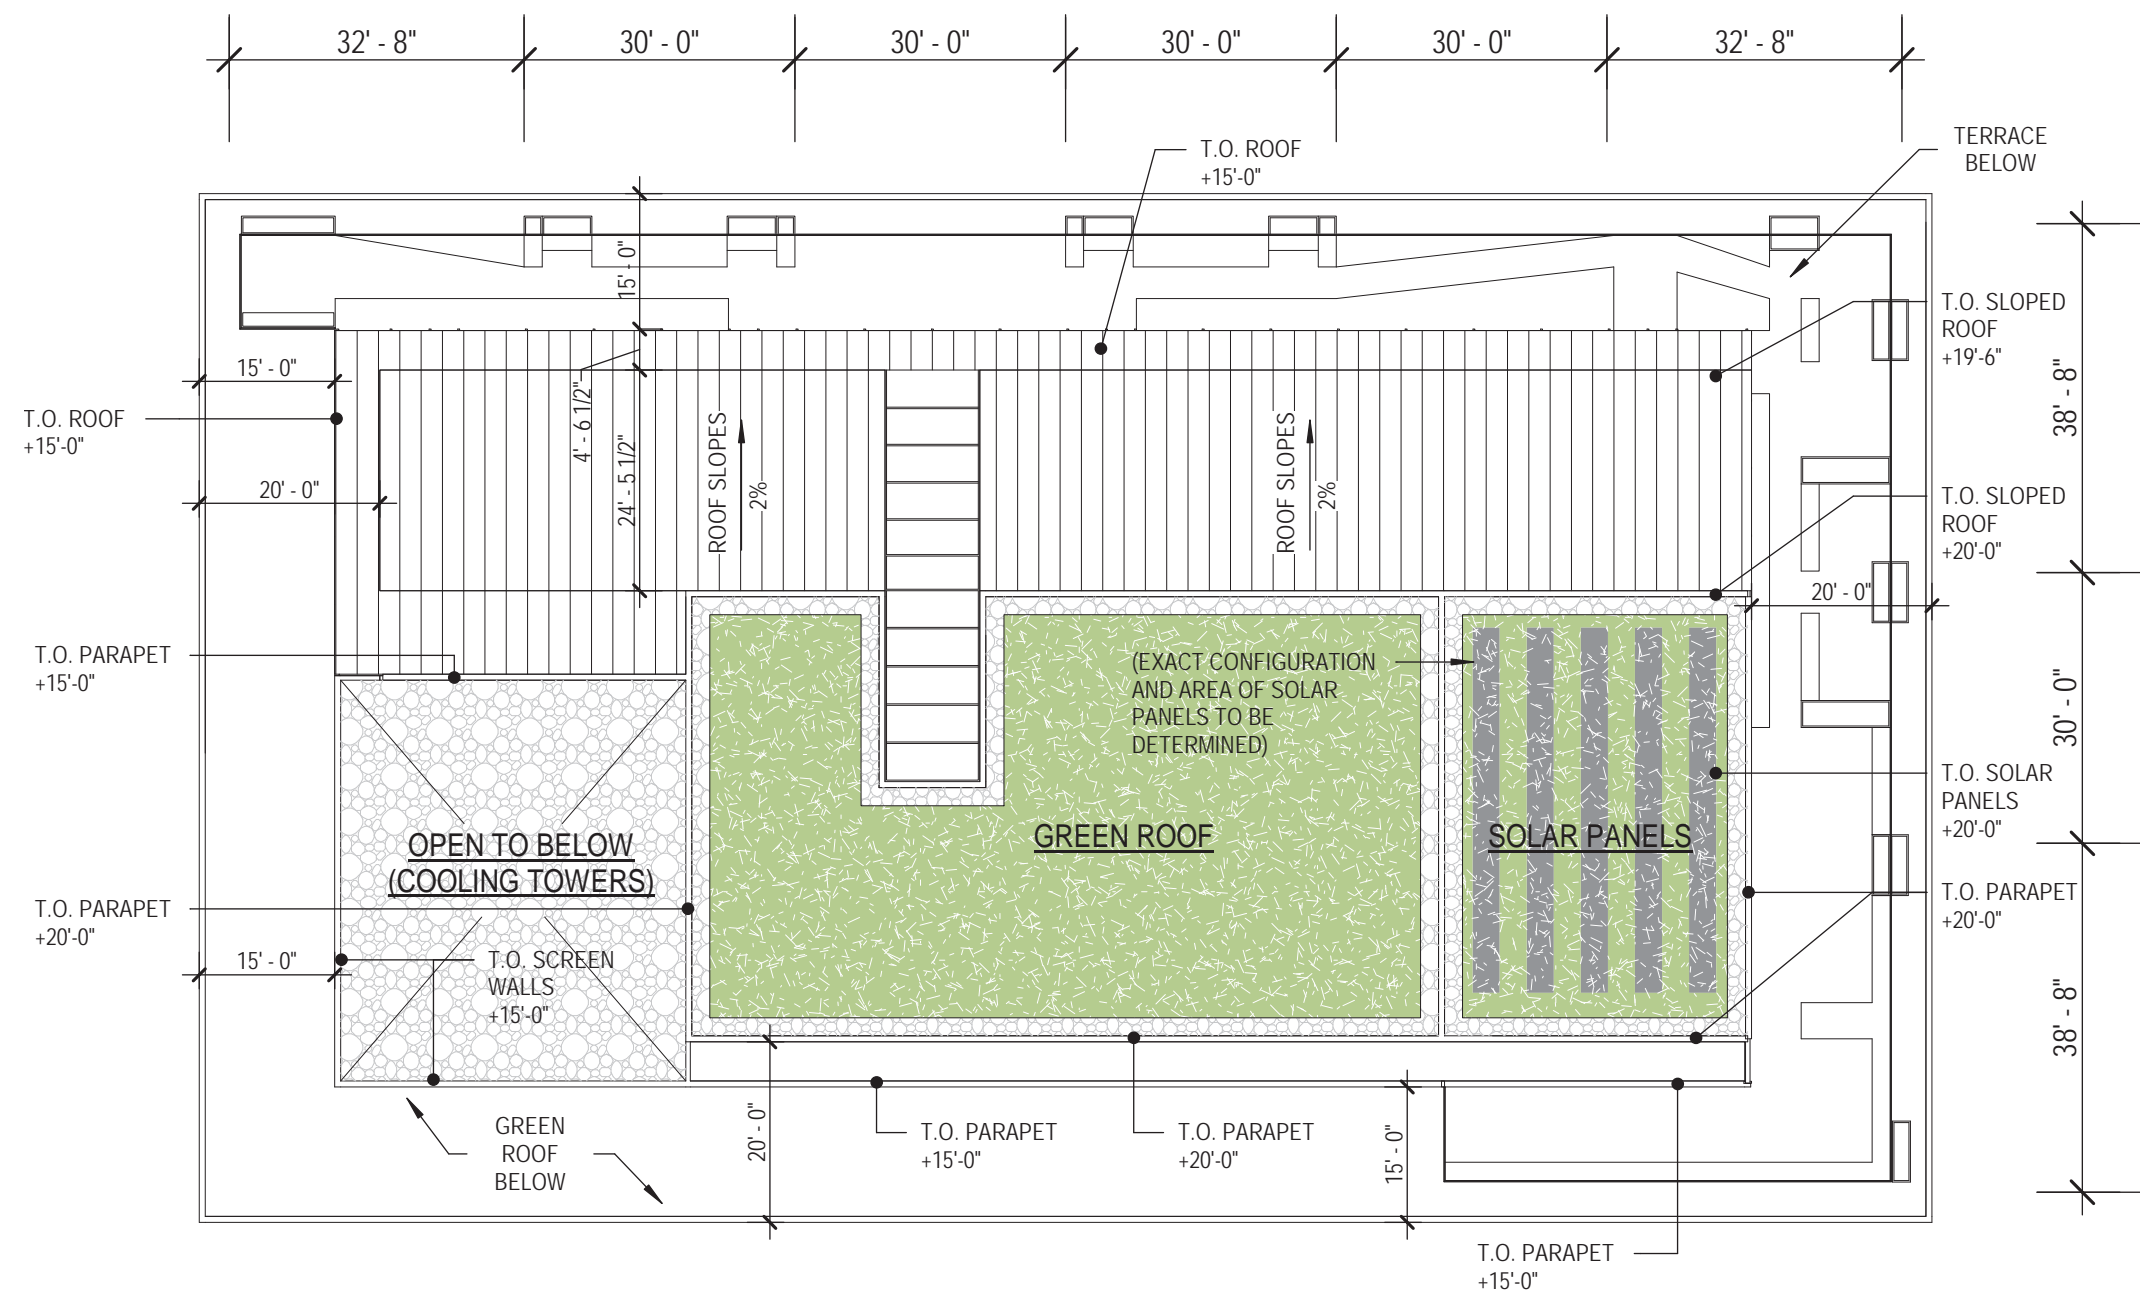 32' - 8"
30' - 0"
30' - 0"
30' - 0"
30' - 0"
32' - 8"
T.O. ROOF
+15'-0"
TERRACE
BELOW
15' - 0"
T.O. SLOPED
ROOF
+19'-6"
15' - 0"
T.O. ROOF
+15'-0"
4' - 6 1/2"
24' - 5 1/2"
ROOF SLOPES
2%
ROOF SLOPES
2%
38' - 8"
20' - 0"
T.O. SLOPED
ROOF
+20'-0"
20' - 0"
T.O. PARAPET
+15'-0"
(EXACT CONFIGURATION
AND AREA OF SOLAR
PANELS TO BE
DETERMINED)
30' - 0"
T.O. SOLAR
PANELS
+20'-0"
OPEN TO BELOW
(COOLING TOWERS)
GREEN ROOF
SOLAR PANELS
T.O. PARAPET
+20'-0"
T.O. PARAPET
+20'-0"
15' - 0"
T.O. SCREEN
WALLS
+15'-0"
38' - 8"
GREEN
ROOF
BELOW
20' - 0"
T.O. PARAPET
+15'-0"
T.O. PARAPET
+20'-0"
15' - 0"
T.O. PARAPET
+15'-0"